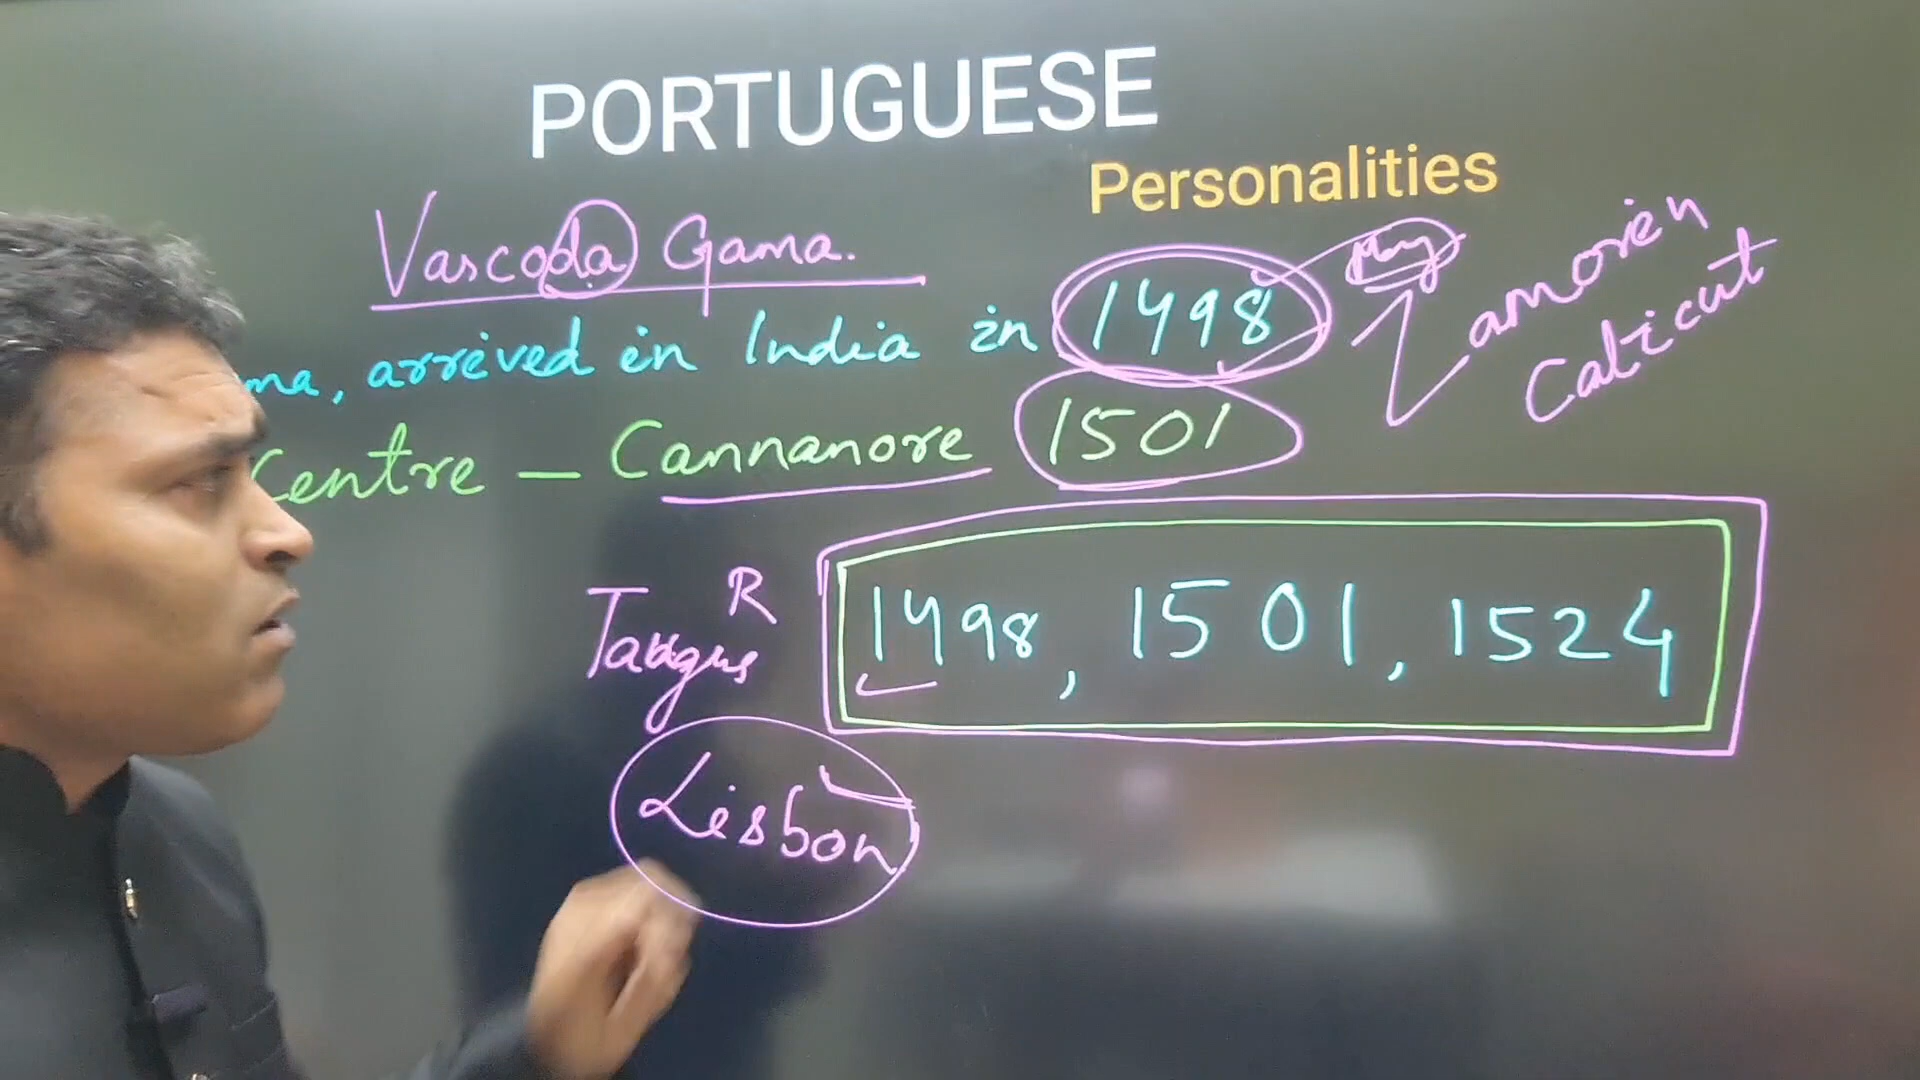 PORTUGUESE
Personalities
Vascoda Gama.
ma, arrived in India in 1498
May
Zamorin
Calicut
Centre – Cannanore 1501
R
1498, 1501, 1524
Lisbon